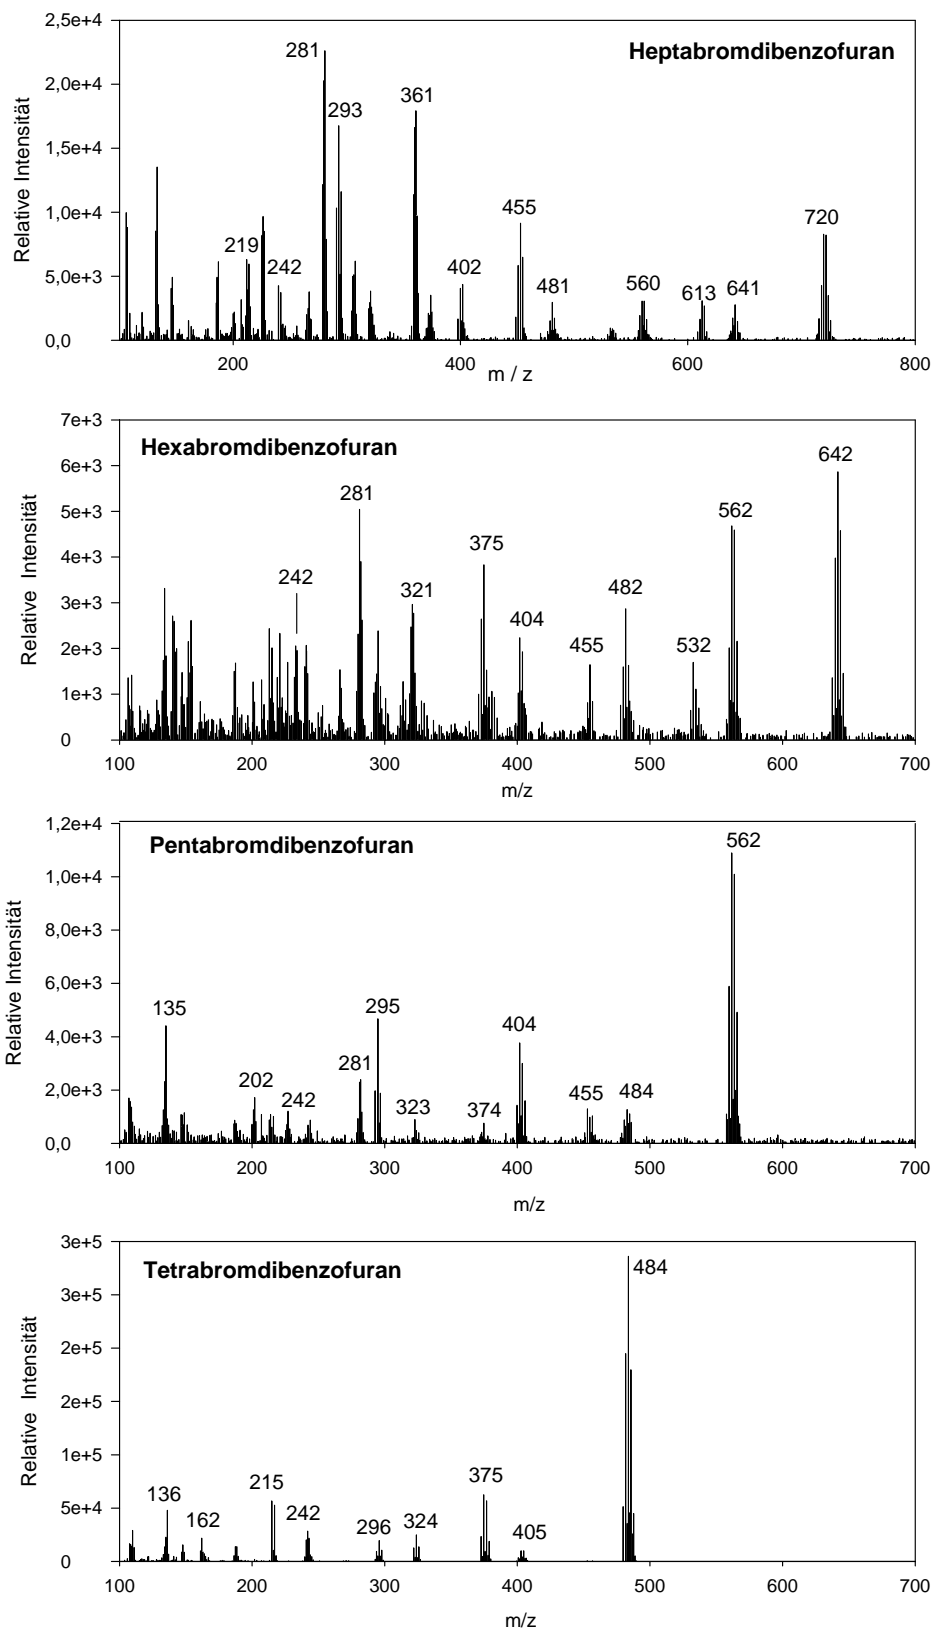 Heptabromdibenzofuran
Relative Intensität
2,5e+4
2,0e+4
1,5e+4
1,0e+4
5,0e+3
0,0
281
293
361
219
242
402
455
481
560
613
641
720
200
400
600
800
m / z
Hexabromdibenzofuran
Relative Intensität
7e+3
6e+3
5e+3
4e+3
3e+3
2e+3
1e+3
0
242
281
321
375
404
455
482
532
562
642
100
200
300
400
500
600
700
m/z
Pentabromdibenzofuran
Relative Intensität
1,2e+4
1,0e+4
8,0e+3
6,0e+3
4,0e+3
2,0e+3
0,0
135
202
242
281
295
323
374
404
455
484
562
100
200
300
400
500
600
700
m/z
Tetrabromdibenzofuran
Relative Intensität
3e+5
3e+5
2e+5
2e+5
1e+5
5e+4
0
136
162
215
242
296
324
375
405
484
100
200
300
400
500
600
700
m/z